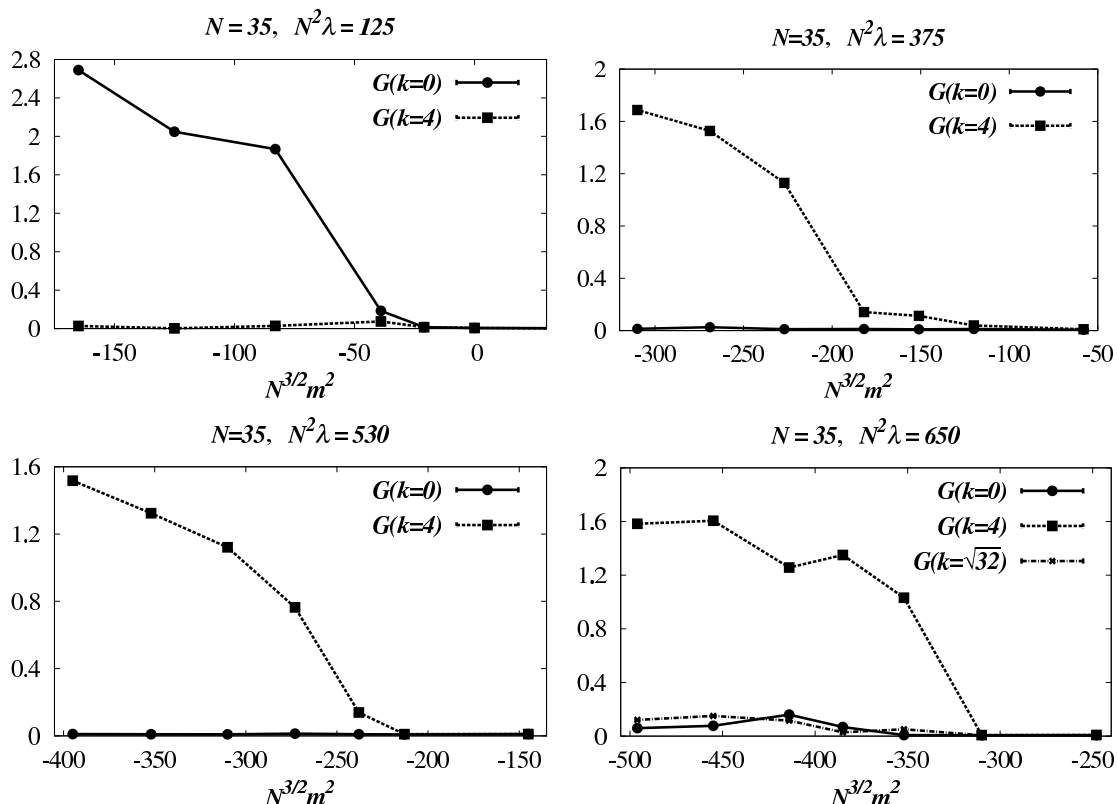 N = 35, N²λ = 125
2.8
2.4
2
1.6
1.2
0.8
0.4
0
G(k=0)
G(k=4)
-150
-100
-50
0
N^{3/2}m²
N=35, N²λ = 375
2
1.6
1.2
0.8
0.4
0
G(k=0)
G(k=4)
-300
-250
-200
-150
-100
-50
N^{3/2}m²
N=35, N²λ = 530
1.6
1.2
0.8
0.4
0
G(k=0)
G(k=4)
-400
-350
-300
-250
-200
-150
N^{3/2}m²
N = 35, N²λ = 650
2
1.6
1.2
0.8
0.4
0
G(k=0)
G(k=4)
G(k=√32)
-500
-450
-400
-350
-300
-250
N^{3/2}m²